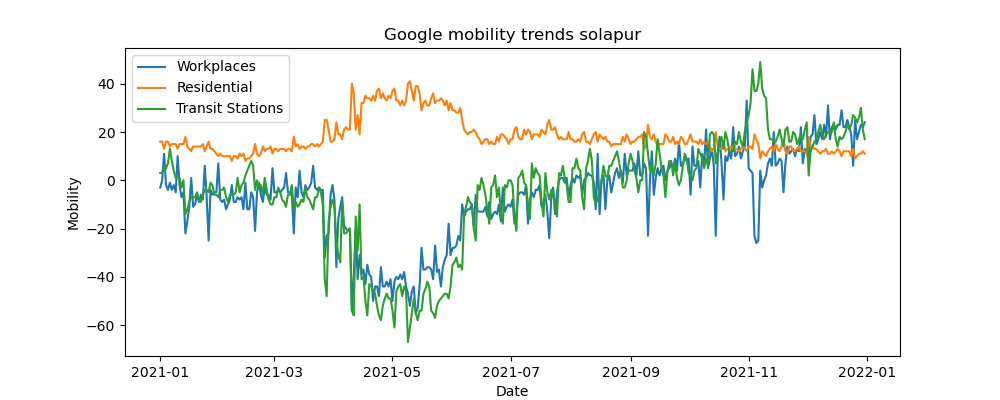 Google mobility trends solapur
Workplaces
Residential
Transit Stations
40
20
0
−20
−40
−60
Mobility
2021-01
2021-03
2021-05
2021-07
2021-09
2021-11
2022-01
Date